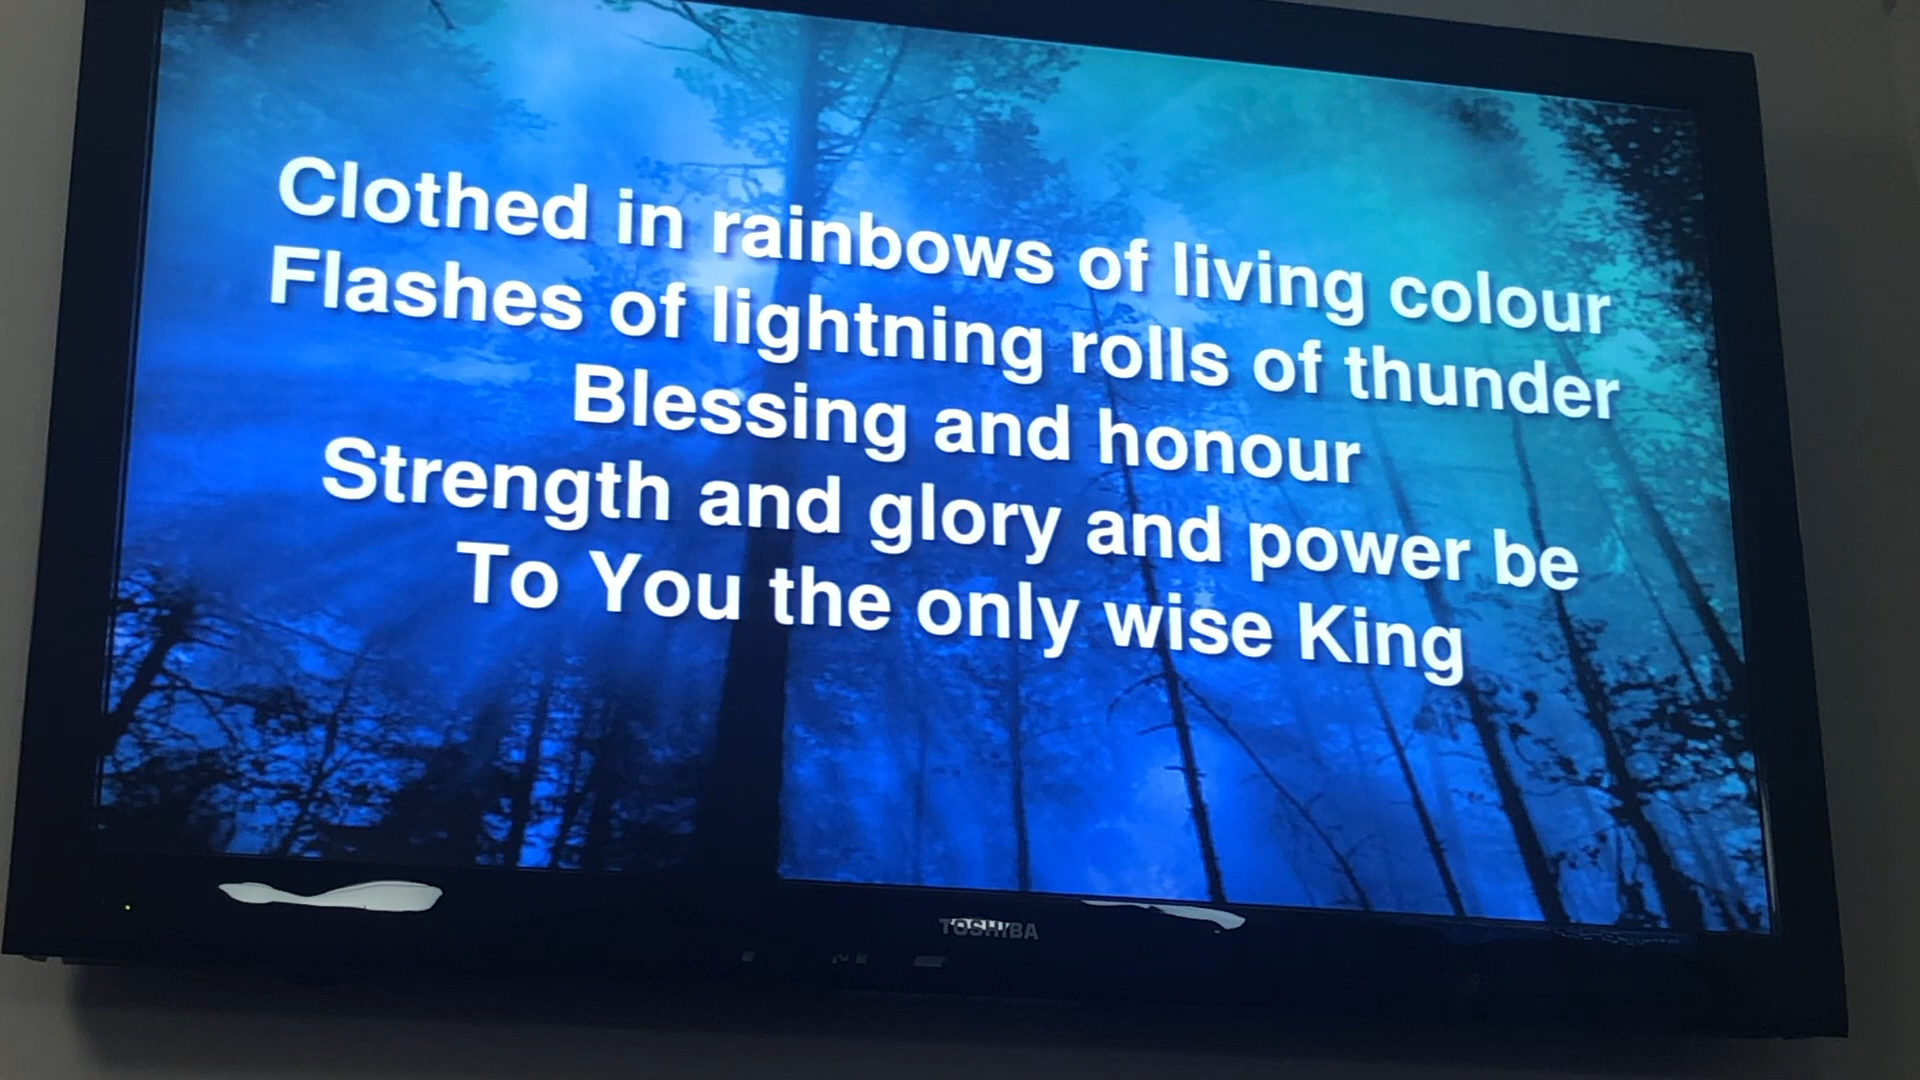 Clothed in rainbows of living colour
Flashes of lightning rolls of thunder
Blessing and honour
Strength and glory and power be
To You the only wise King
TOSHIBA